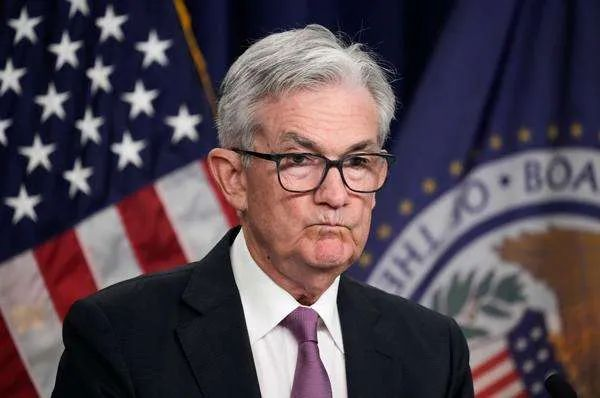 OF THE
BOA